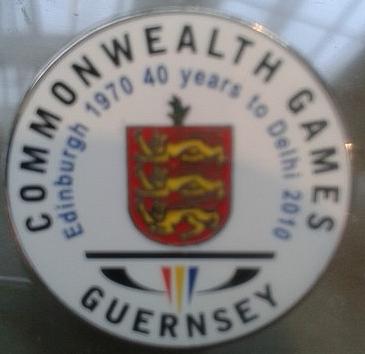 COMMONWEALTH GAMES
Edinburgh 1970 40 years to Delhi 2010
GUERNSEY